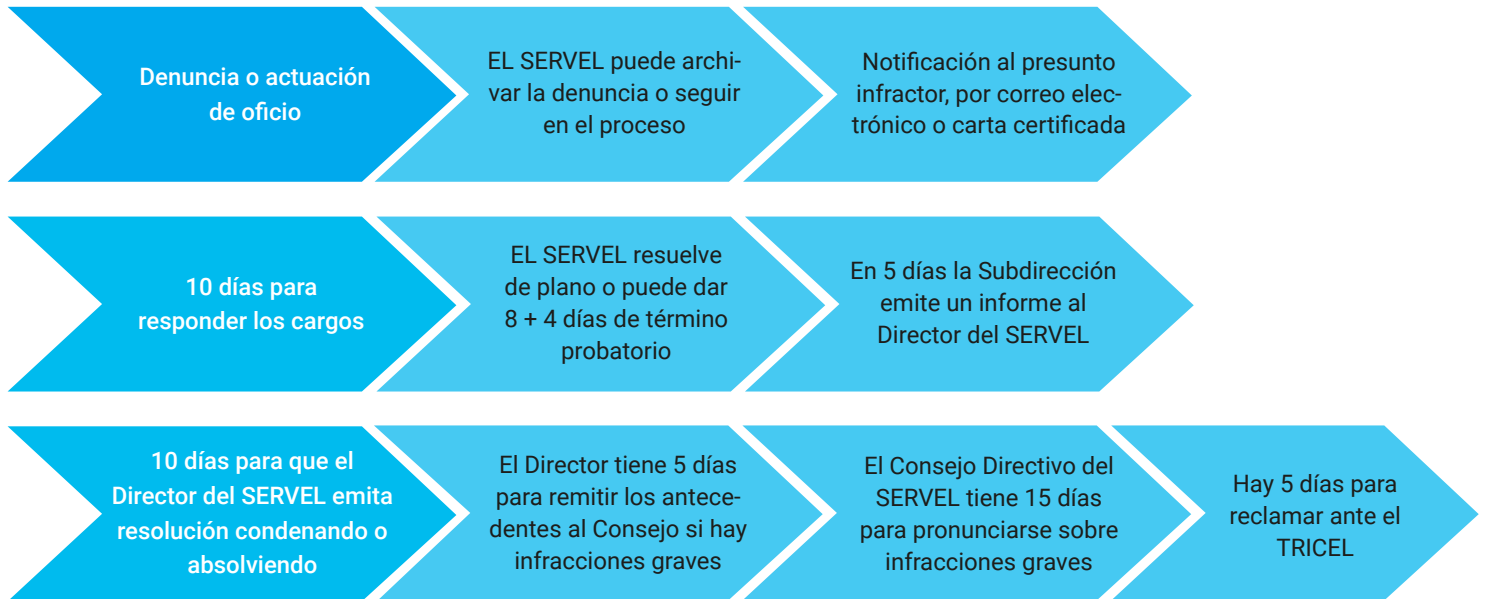 Denuncia o actuación
de oficio
EL SERVEL puede archi-
var la denuncia o seguir
en el proceso
Notificación al presunto
infractor, por correo elec-
trónico o carta certificada
10 días para
responder los cargos
EL SERVEL resuelve
de plano o puede dar
8 + 4 días de término
probatorio
En 5 días la Subdirección
emite un informe al
Director del SERVEL
10 días para que el
Director del SERVEL emita
resolución condenando o
absolviendo
El Director tiene 5 días
para remitir los antece-
dentes al Consejo si hay
infracciones graves
El Consejo Directivo del
SERVEL tiene 15 días
para pronunciarse sobre
infracciones graves
Hay 5 días para
reclamar ante el
TRICEL